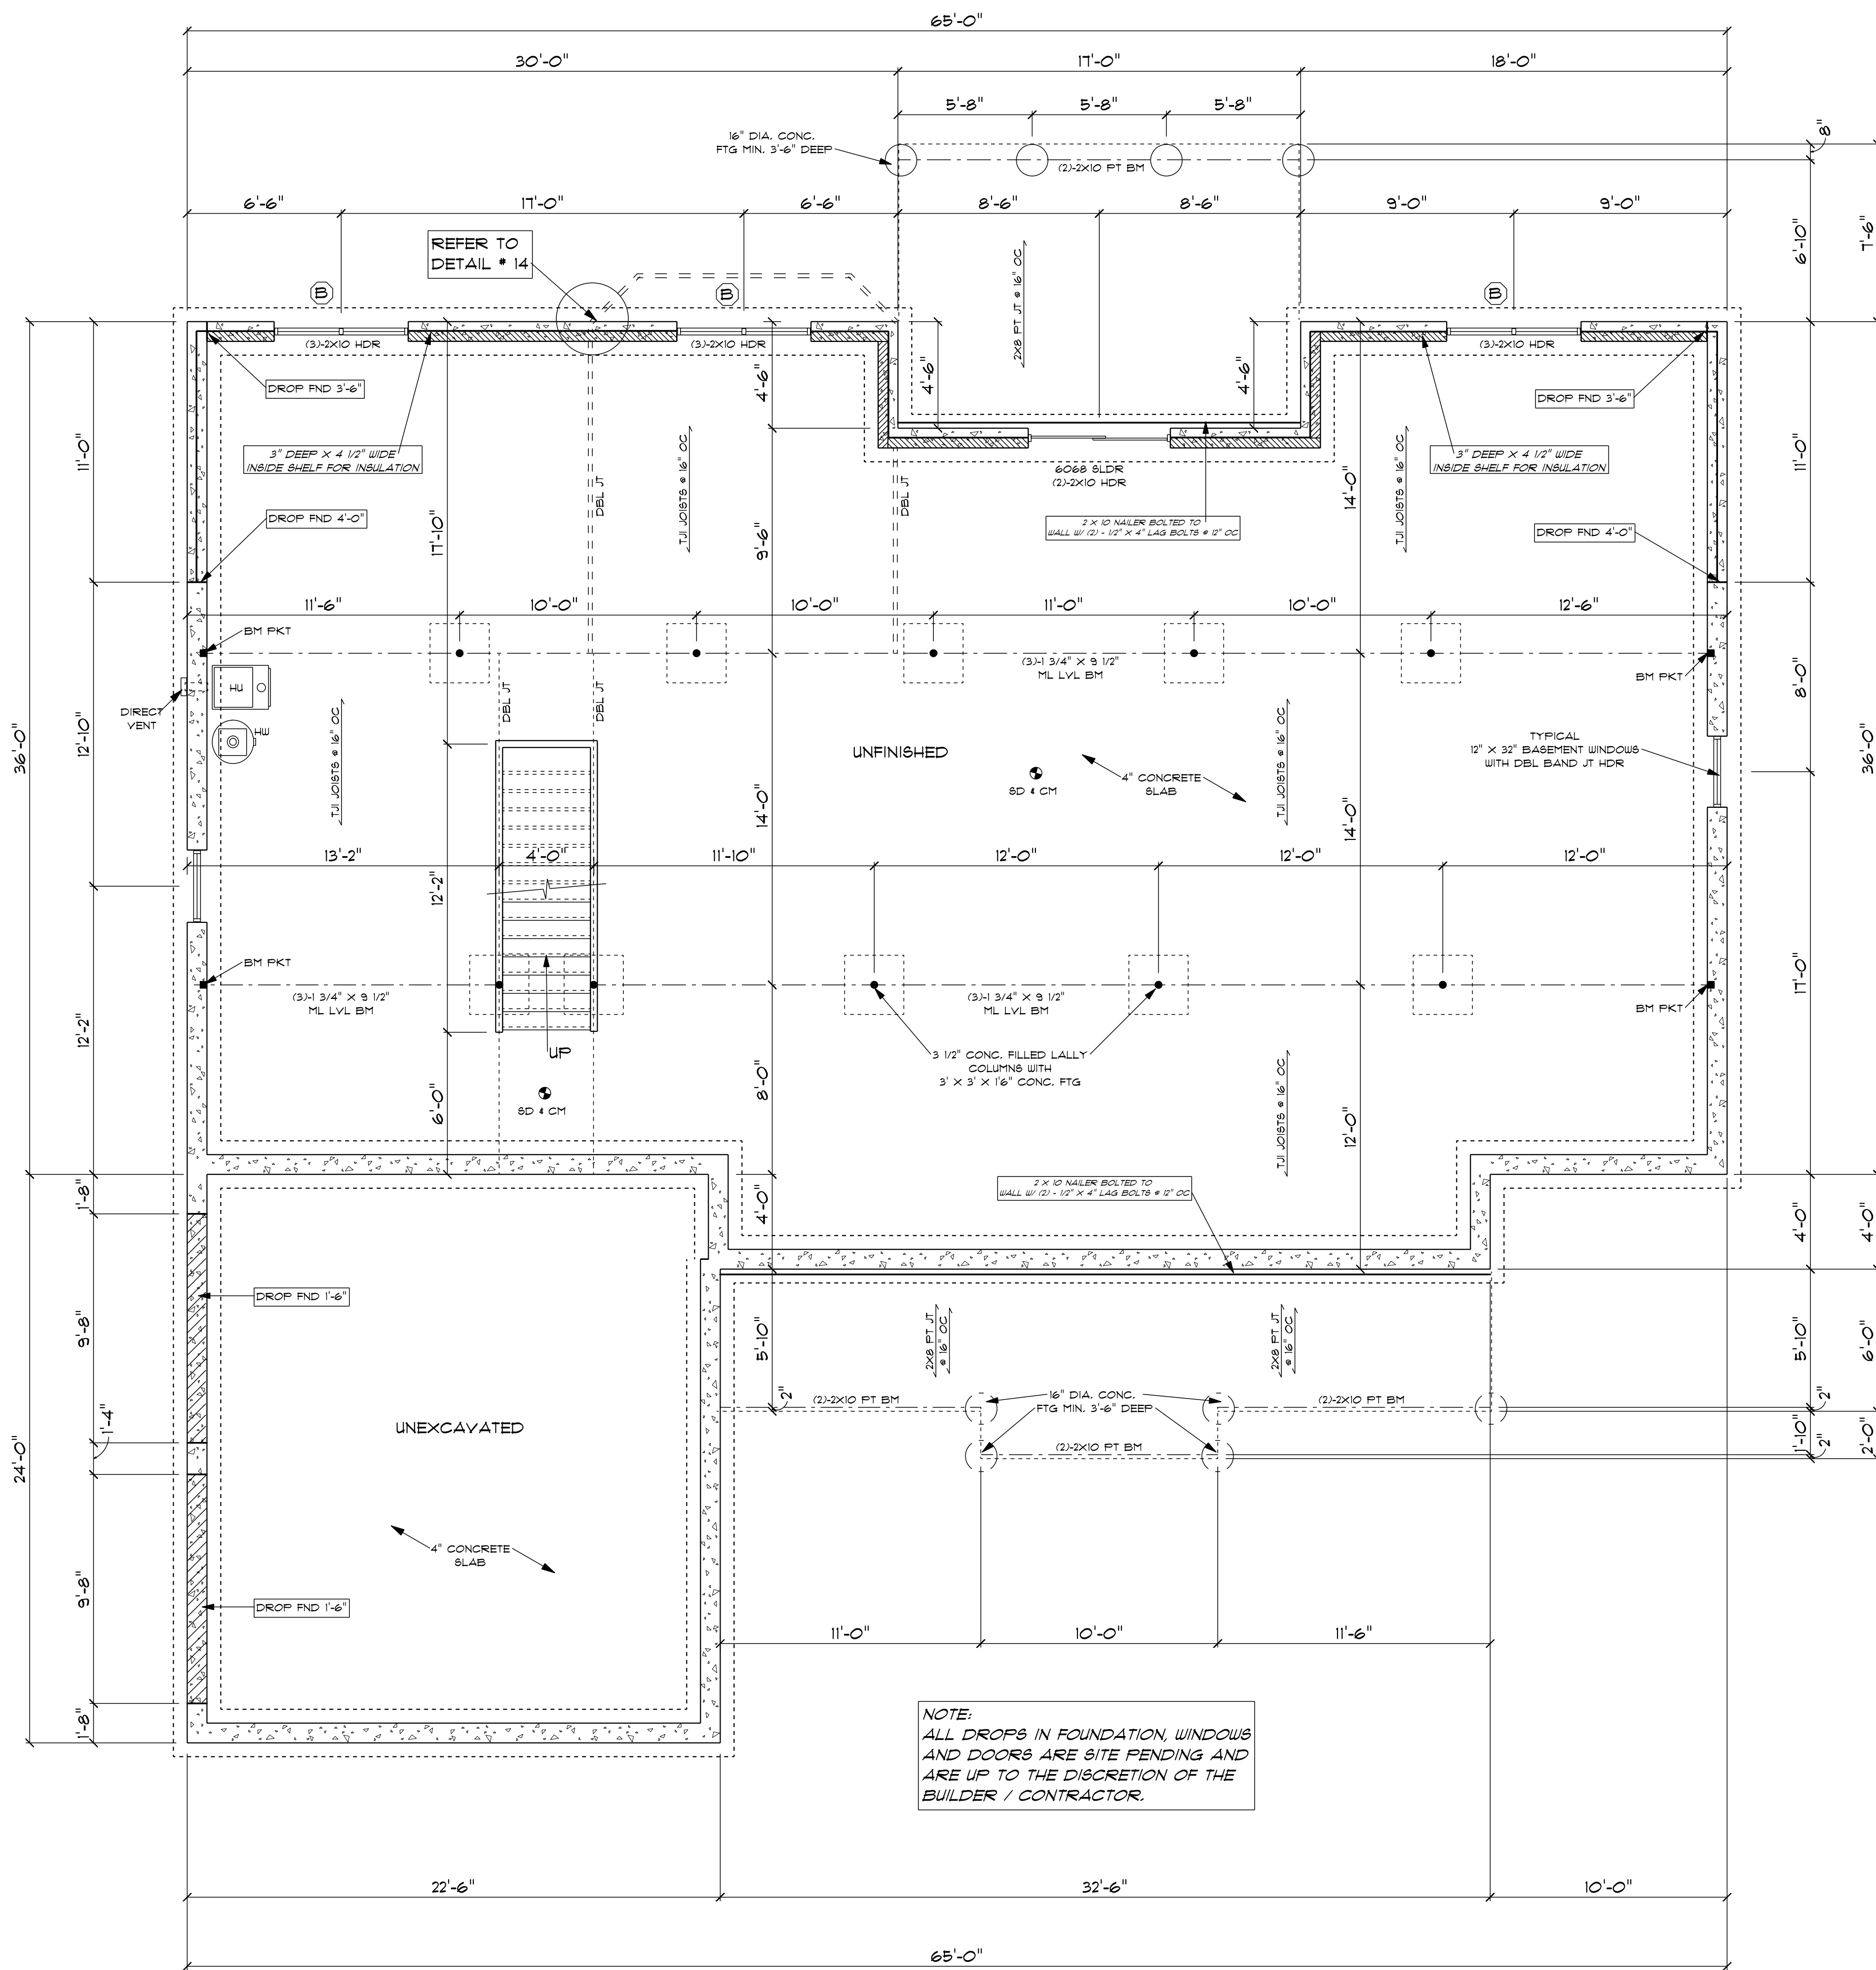 65'-0"
30'-0"
17'-0"
18'-0"
5'-8"
5'-8"
5'-8"
8"
16" DIA. CONC.
FTG MIN. 3'-6" DEEP
(2)-2X10 PT BM
6'-6"
17'-0"
6'-6"
8'-6"
8'-6"
9'-0"
9'-0"
6'-10"
7'-6"
REFER TO
DETAIL # 14
2X8 PT JT @ 16" OC
B
B
B
(3)-2X10 HDR
(3)-2X10 HDR
(3)-2X10 HDR
DROP FND 3'-6"
4'-6"
4'-6"
4'-6"
DROP FND 3'-6"
11'-0"
3" DEEP X 4 1/2" WIDE
INSIDE SHELF FOR INSULATION
3" DEEP X 4 1/2" WIDE
INSIDE SHELF FOR INSULATION
11'-0"
6068 SLDR
(2)-2X10 HDR
DBL JT
TJI JOISTS @ 16" OC
DBL JT
14'-0"
TJI JOISTS @ 16" OC
DROP FND 4'-0"
17'-10"
9'-6"
2 X 10 NAILER BOLTED TO
WALL W/ (2) - 1/2" X 4" LAG BOLTS @ 12" OC
DROP FND 4'-0"
11'-6"
10'-0"
10'-0"
11'-0"
10'-0"
12'-6"
BM PKT
(3)-1 3/4" X 9 1/2"
ML LVL BM
BM PKT
8'-0"
HU
DIRECT
VENT
HW
DBL JT
DBL JT
36'-0"
12'-10"
TJI JOISTS @ 16" OC
UNFINISHED
SD & CM
4" CONCRETE
SLAB
TJI JOISTS @ 16" OC
TYPICAL
12" X 32" BASEMENT WINDOWS
WITH DBL BAND JT HDR
36'-0"
14'-0"
14'-0"
13'-2"
4'-0"
11'-10"
12'-0"
12'-0"
12'-0"
12'-2"
BM PKT
(3)-1 3/4" X 9 1/2"
ML LVL BM
(3)-1 3/4" X 9 1/2"
ML LVL BM
BM PKT
17'-0"
12'-2"
UP
3 1/2" CONC. FILLED LALLY
COLUMNS WITH
3' X 3' X 1'6" CONC. FTG
6'-0"
SD & CM
8'-0"
TJI JOISTS @ 16" OC
12'-0"
1'-8"
4'-0"
2 X 10 NAILER BOLTED TO
WALL W/ (2) - 1/2" X 4" LAG BOLTS @ 12" OC
4'-0"
4'-0"
DROP FND 1'-6"
9'-8"
5'-10"
2X8 PT JT
@ 16" OC
2X8 PT JT
@ 16" OC
5'-10"
6'-0"
2"
(2)-2X10 PT BM
16" DIA. CONC.
FTG MIN. 3'-6" DEEP
(2)-2X10 PT BM
2"
1'-4"
UNEXCAVATED
(2)-2X10 PT BM
1'-10"
2"
2'-0"
24'-0"
4" CONCRETE
SLAB
9'-8"
DROP FND 1'-6"
11'-0"
10'-0"
11'-6"
1'-8"
NOTE:
ALL DROPS IN FOUNDATION, WINDOWS
AND DOORS ARE SITE PENDING AND
ARE UP TO THE DISCRETION OF THE
BUILDER / CONTRACTOR.
22'-6"
32'-6"
10'-0"
65'-0"